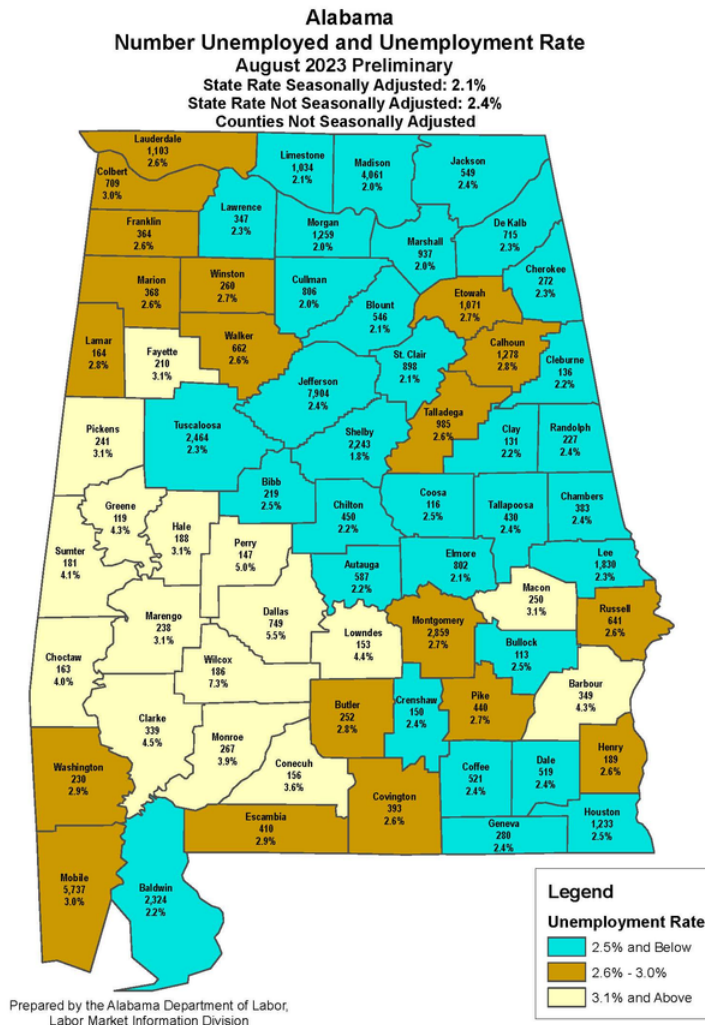 Alabama
Number Unemployed and Unemployment Rate
August 2023 Preliminary
State Rate Seasonally Adjusted: 2.1%
State Rate Not Seasonally Adjusted: 2.4%
Counties Not Seasonally Adjusted
Lauderdale
1,103
2.6%
Limestone
1,034
2.1%
Madison
4,061
2.0%
Jackson
549
2.4%
Colbert
709
3.0%
Lawrence
347
2.3%
Franklin
364
2.6%
Morgan
1,259
2.0%
Marshall
937
2.0%
De Kalb
715
2.3%
Cherokee
272
2.3%
Marion
368
2.6%
Winston
260
2.7%
Cullman
806
2.0%
Blount
546
2.1%
Etowah
1,071
2.7%
Lamar
164
2.8%
Fayette
210
3.1%
Walker
662
2.6%
Jefferson
7,904
2.4%
St. Clair
898
2.1%
Calhoun
1,278
2.8%
Cleburne
136
2.2%
Pickens
241
3.1%
Tuscaloosa
2,464
2.3%
Shelby
2,243
1.8%
Talladega
985
2.6%
Clay
131
2.2%
Randolph
227
2.4%
Greene
119
4.3%
Hale
188
3.1%
Bibb
219
2.5%
Chilton
450
2.2%
Coosa
116
2.5%
Tallapoosa
430
2.4%
Chambers
383
2.4%
Sumter
181
4.1%
Perry
147
5.0%
Autauga
587
2.2%
Elmore
802
2.1%
Lee
1,830
2.3%
Marengo
238
3.1%
Dallas
749
5.5%
Lowndes
153
4.4%
Montgomery
2,859
2.7%
Macon
250
3.1%
Russell
641
2.6%
Choctaw
163
4.0%
Wilcox
186
7.3%
Bullock
113
2.5%
Clarke
339
4.5%
Monroe
267
3.9%
Conecuh
156
3.6%
Butler
252
2.8%
Crenshaw
150
2.4%
Pike
440
2.7%
Barbour
349
4.3%
Washington
230
2.9%
Escambia
410
2.9%
Covington
393
2.6%
Coffee
521
2.4%
Dale
519
2.4%
Henry
189
2.6%
Geneva
280
2.4%
Houston
1,233
2.5%
Mobile
5,737
3.0%
Baldwin
2,324
2.2%
Legend
Unemployment Rate
2.5% and Below
2.6% - 3.0%
3.1% and Above
Prepared by the Alabama Department of Labor,
Labor Market Information Division